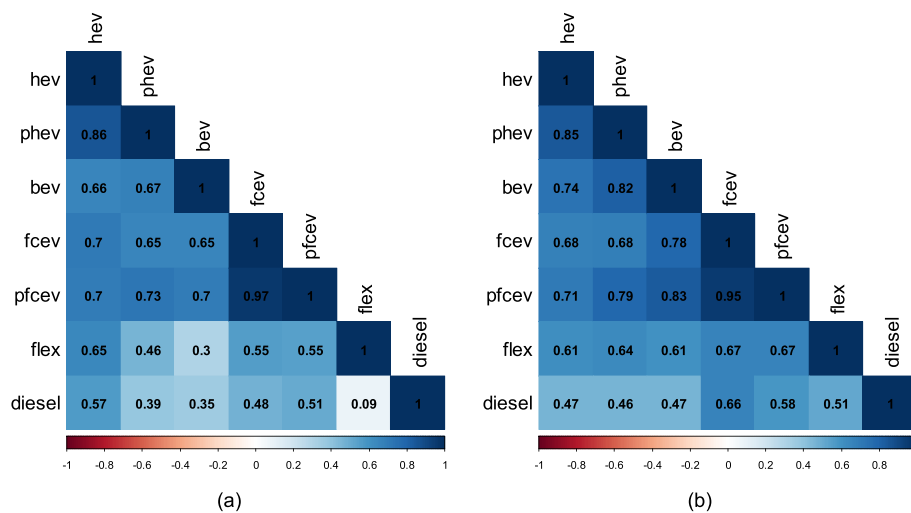 hev
hev 1 phev
phev 0.86 1 bev
bev 0.66 0.67 1 fcev
fcev 0.7 0.65 0.65 1 pfcev
pfcev 0.7 0.73 0.7 0.97 1 flex
flex 0.65 0.46 0.3 0.55 0.55 1 diesel
diesel 0.57 0.39 0.35 0.48 0.51 0.09 1
-1 -0.8 -0.6 -0.4 -0.2 0 0.2 0.4 0.6 0.8 1
(a)
hev
hev 1 phev
phev 0.85 1 bev
bev 0.74 0.82 1 fcev
fcev 0.68 0.68 0.78 1 pfcev
pfcev 0.71 0.79 0.83 0.95 1 flex
flex 0.61 0.64 0.61 0.67 0.67 1 diesel
diesel 0.47 0.46 0.47 0.66 0.58 0.51 1
-1 -0.8 -0.6 -0.4 -0.2 0 0.2 0.4 0.6 0.8
(b)